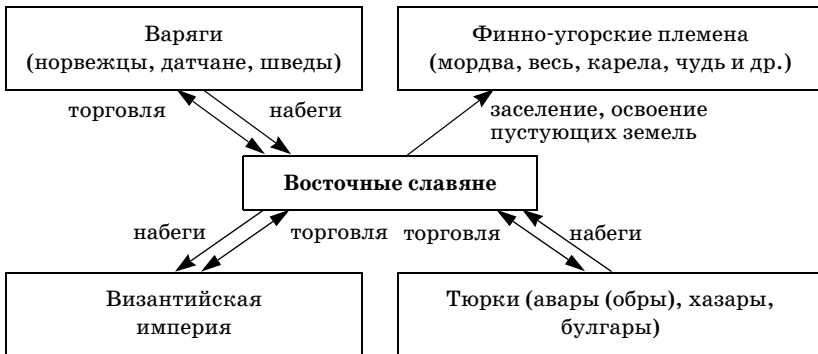 Варяги
(норвежцы, датчане, шведы)
Финно-угорские племена
(мордва, весь, карела, чудь и др.)
торговля
набеги
заселение, освоение
пустующих земель
Восточные славяне
набеги
торговля
торговля
набеги
Византийская
империя
Тюрки (авары (обры), хазары,
булгары)